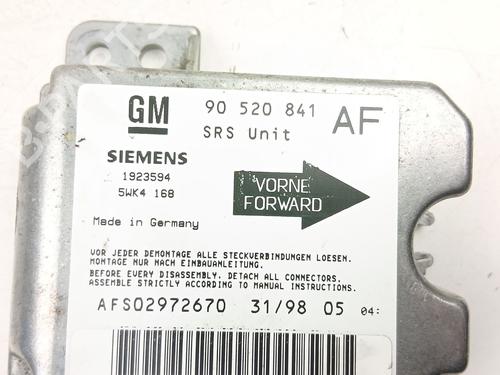 GM
90 520 841
AF
SRS Unit
SIEMENS
1923594
5WK4 168
VORNE
FORWARD
Made in Germany
VOR JEDER DEMONTAGE ALLE STECKVERBINDUNGEN LOESEN.
MONTAGE NUR NACH EINBAUANLEITUNG.
BEFORE EVERY DISASSEMBLY, DETACH ALL CONNECTORS.
ASSEMBLE STRICTLY ACCORDING TO MANUAL INSTRUCTIONS.
AFS02972670 31/98 05 04: